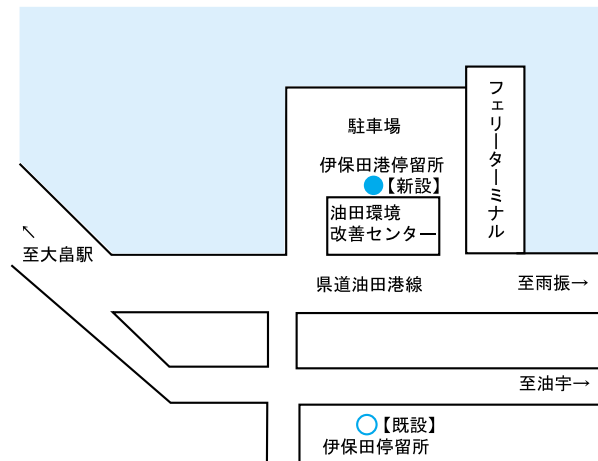 フェリーターミナル
駐車場
伊保田港停留所
【新設】
油田環境
改善センター
↖
至大畠駅
県道油田港線
至雨振→
至油宇→
【既設】
伊保田停留所